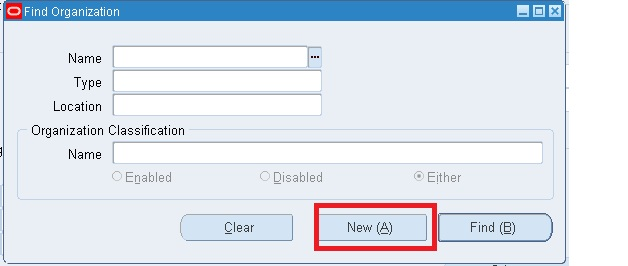 Find Organization
Name
Type
Location
Organization Classification
Name
Enabled Disabled Either
Clear New (A) Find (B)